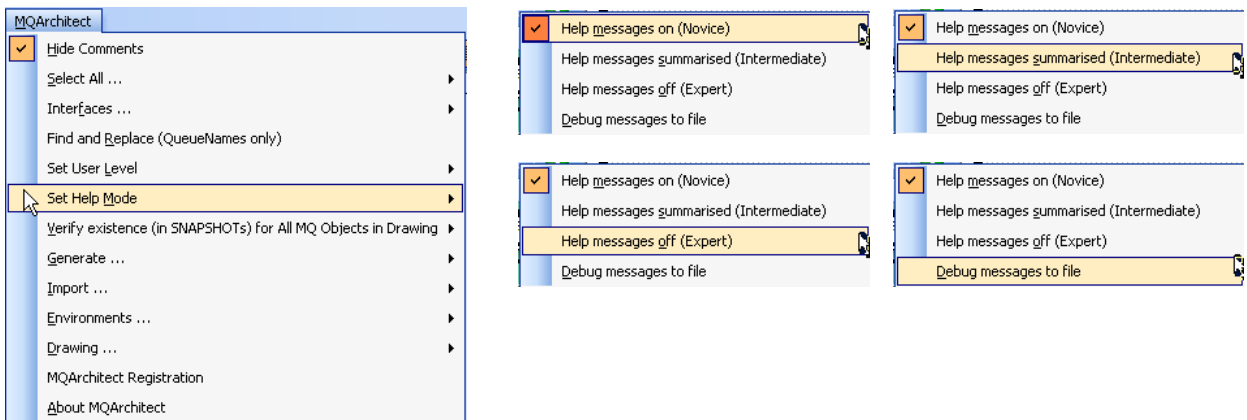 MQArchitect
Hide Comments
Select All ...
Interfaces ...
Find and Replace (QueueNames only)
Set User Level
Set Help Mode
Verify existence (in SNAPSHOTs) for All MQ Objects in Drawing
Generate ...
Import ...
Environments ...
Drawing ...
MQArchitect Registration
About MQArchitect
Help messages on (Novice)
Help messages summarised (Intermediate)
Help messages off (Expert)
Debug messages to file
Help messages on (Novice)
Help messages summarised (Intermediate)
Help messages off (Expert)
Debug messages to file
Help messages on (Novice)
Help messages summarised (Intermediate)
Help messages off (Expert)
Debug messages to file
Help messages on (Novice)
Help messages summarised (Intermediate)
Help messages off (Expert)
Debug messages to file